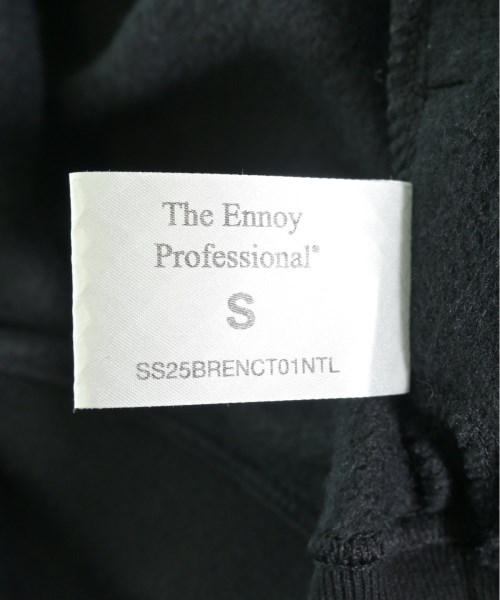 The Ennoy
Professional®
S
SS25BRENCT01NTL